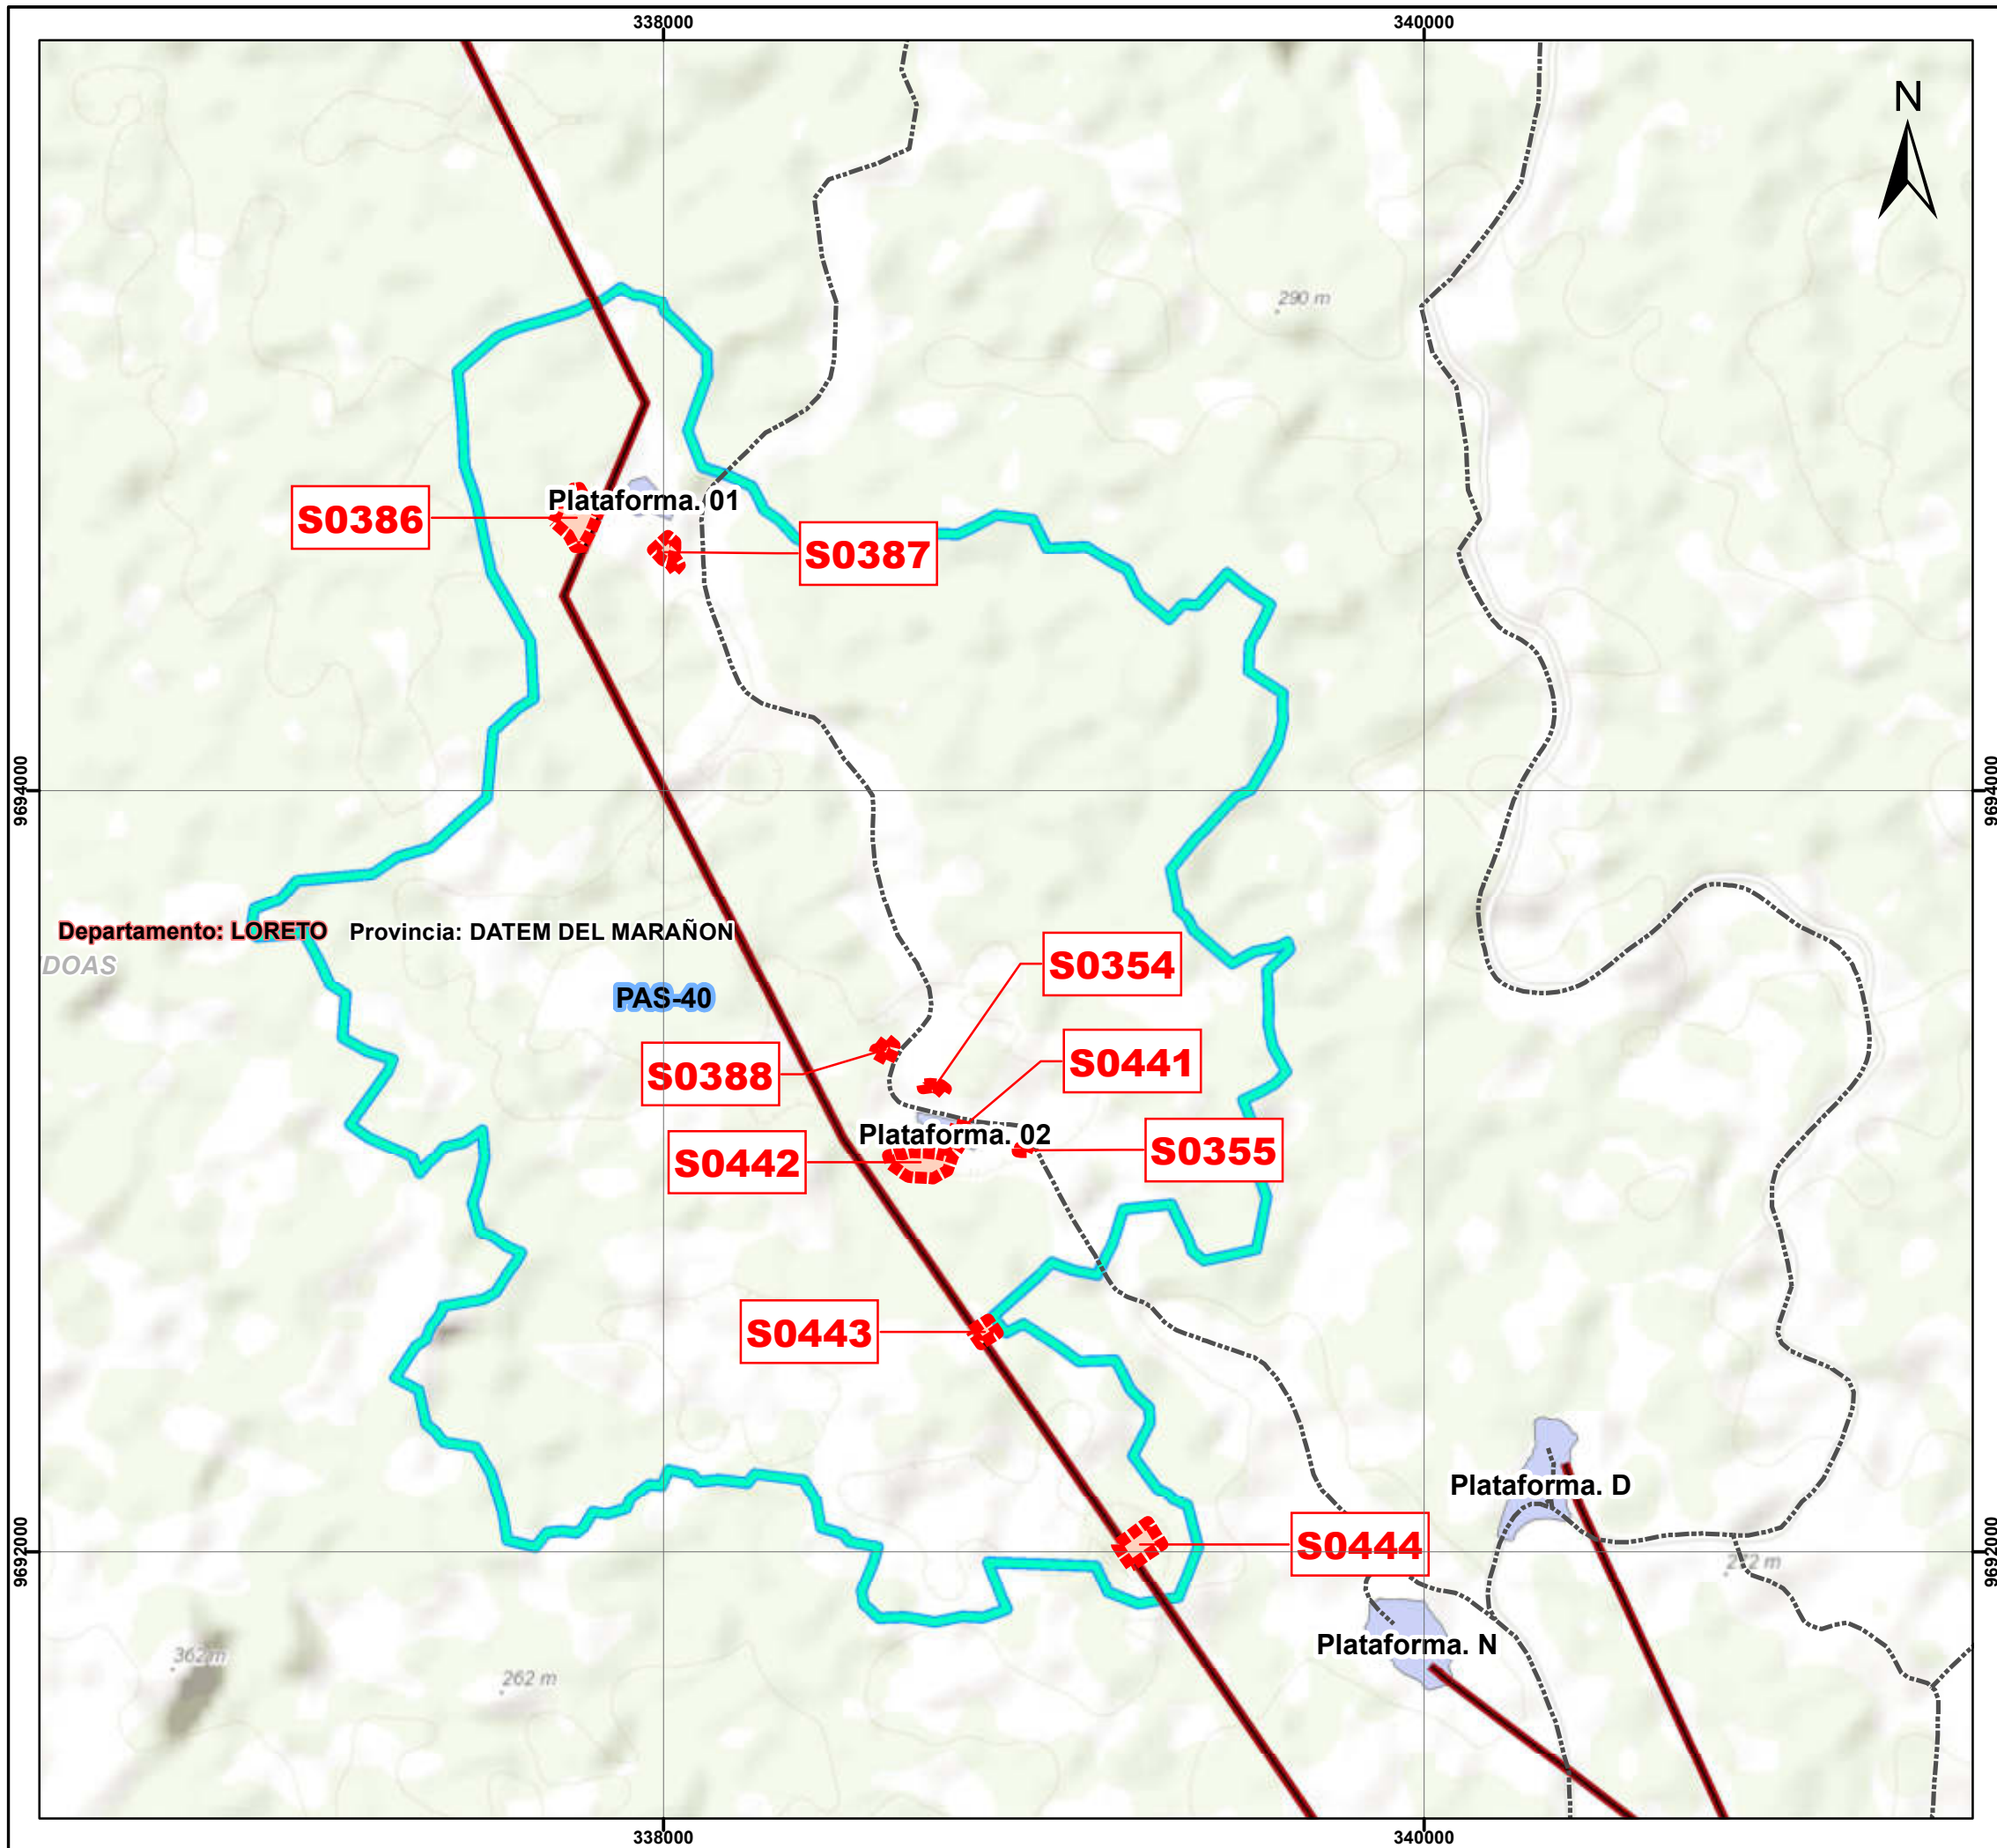 338000
340000
N
290 m
S0386
Plataforma. 01
S0387
9694000
9694000
Departamento: LORETO
Provincia: DATEM DEL MARAÑON
DOAS
PAS-40
S0354
S0388
S0441
Plataforma. 02
S0442
S0355
S0443
Plataforma. D
S0444
9692000
9692000
272 m
Plataforma. N
362 m
262 m
338000
340000